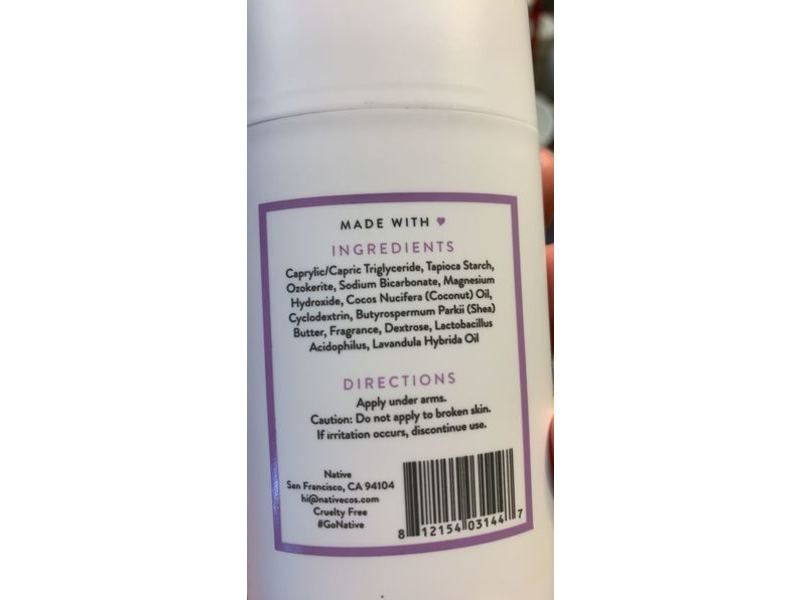 MADE WITH
INGREDIENTS
Caprylic/Capric Triglyceride, Tapioca Starch,
Ozokerite, Sodium Bicarbonate, Magnesium
Hydroxide, Cocos Nucifera (Coconut) Oil,
Cyclodextrin, Butyrospermum Parkii (Shea)
Butter, Fragrance, Dextrose, Lactobacillus
Acidophilus, Lavandula Hybrida Oil
DIRECTIONS
Apply under arms.
Caution: Do not apply to broken skin.
If irritation occurs, discontinue use.
Native
San Francisco, CA 94104
hi@nativecos.com
Cruelty Free
#GoNative
8 12154 03144 7